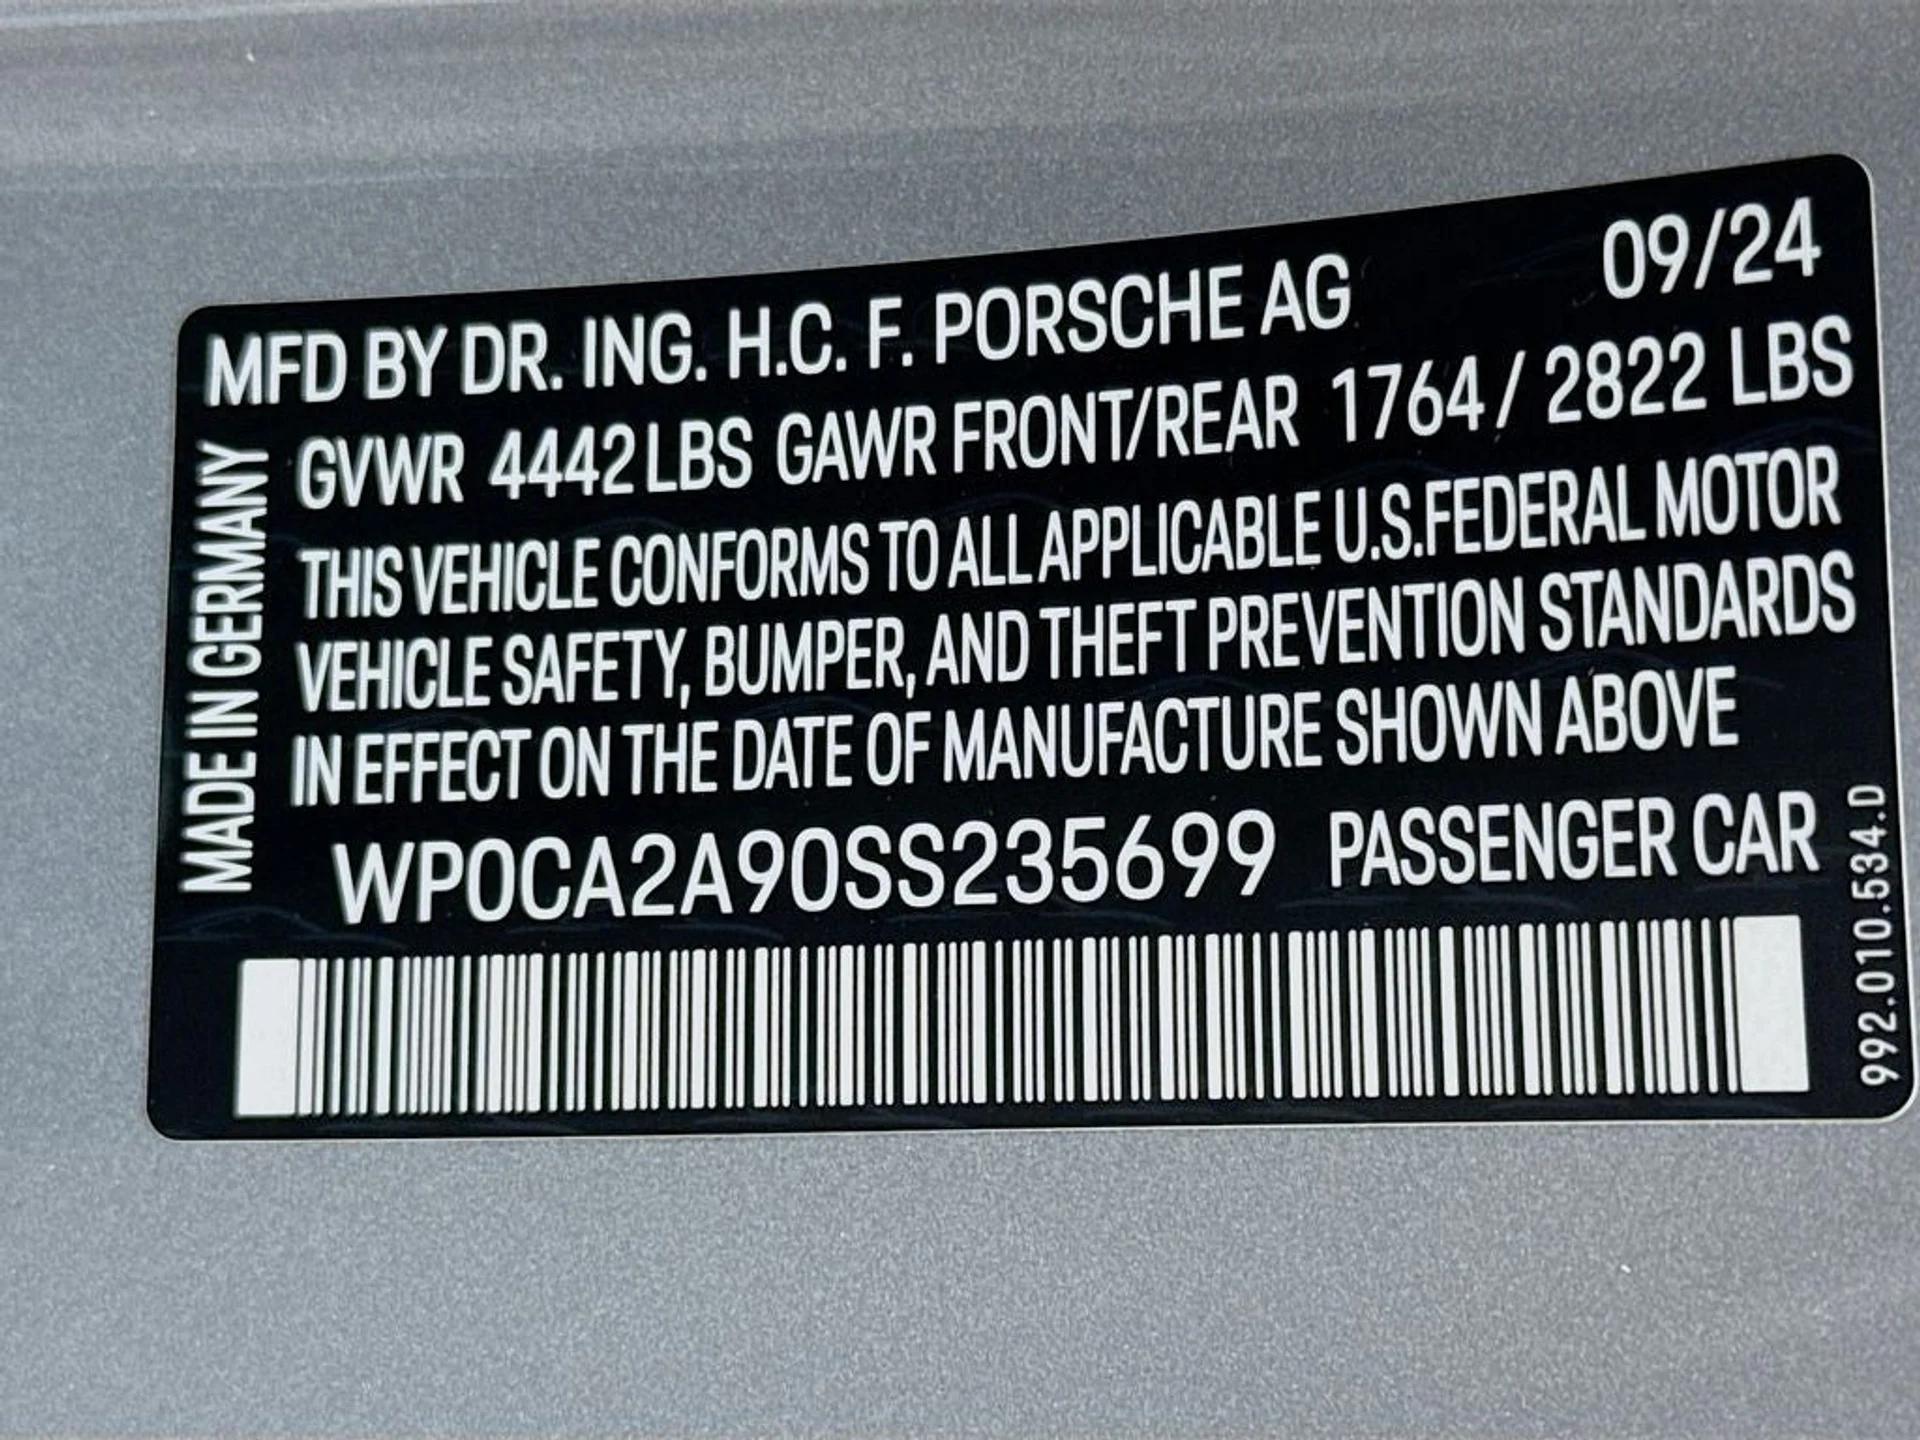 MFD BY DR. ING. H.C. F. PORSCHE AG 09/24
GVWR 4442 LBS GAWR FRONT/REAR 1764 / 2822 LBS
THIS VEHICLE CONFORMS TO ALL APPLICABLE U.S.FEDERAL MOTOR
VEHICLE SAFETY, BUMPER, AND THEFT PREVENTION STANDARDS
IN EFFECT ON THE DATE OF MANUFACTURE SHOWN ABOVE
WP0CA2A90SS235699 PASSENGER CAR
MADE IN GERMANY
992.010.534.D